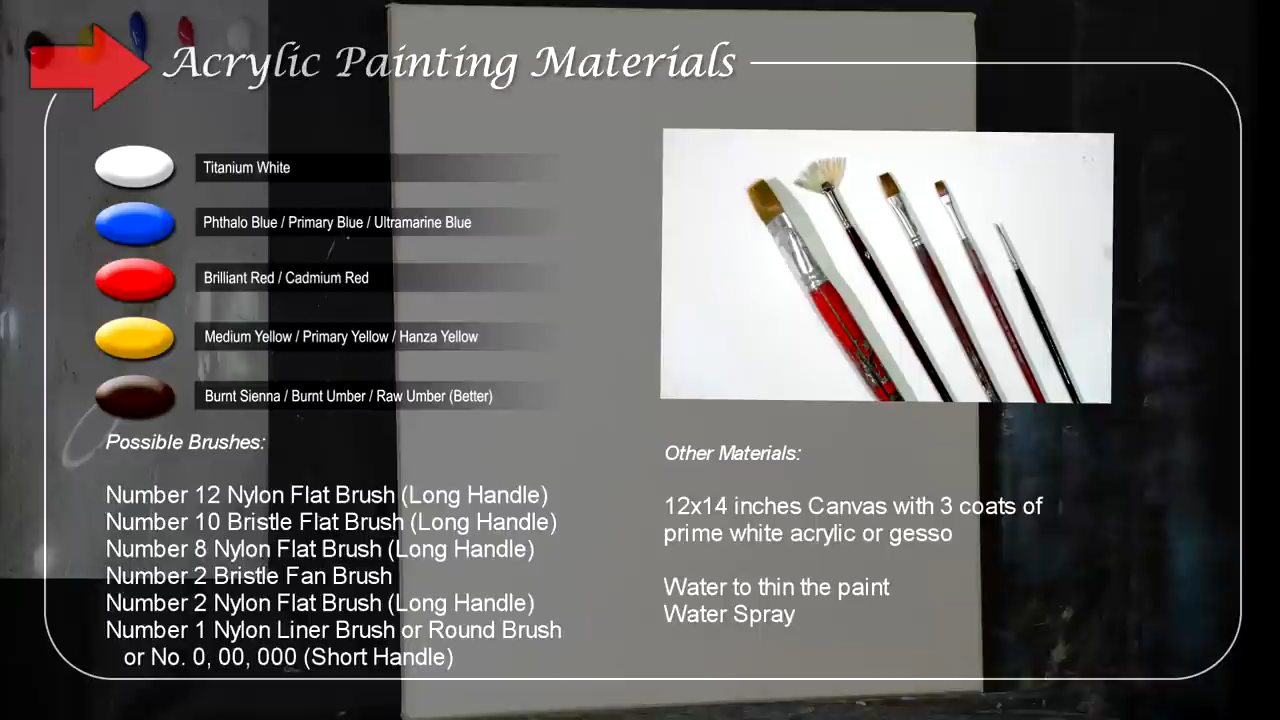 Acrylic Painting Materials
Titanium White
Phthalo Blue / Primary Blue / Ultramarine Blue
Brilliant Red / Cadmium Red
Medium Yellow / Primary Yellow / Hanza Yellow
Burnt Sienna / Burnt Umber / Raw Umber (Better)
Possible Brushes:
Number 12 Nylon Flat Brush (Long Handle)
Number 10 Bristle Flat Brush (Long Handle)
Number 8 Nylon Flat Brush (Long Handle)
Number 2 Bristle Fan Brush
Number 2 Nylon Flat Brush (Long Handle)
Number 1 Nylon Liner Brush or Round Brush
or No. 0, 00, 000 (Short Handle)
Other Materials:
12x14 inches Canvas with 3 coats of
prime white acrylic or gesso
Water to thin the paint
Water Spray